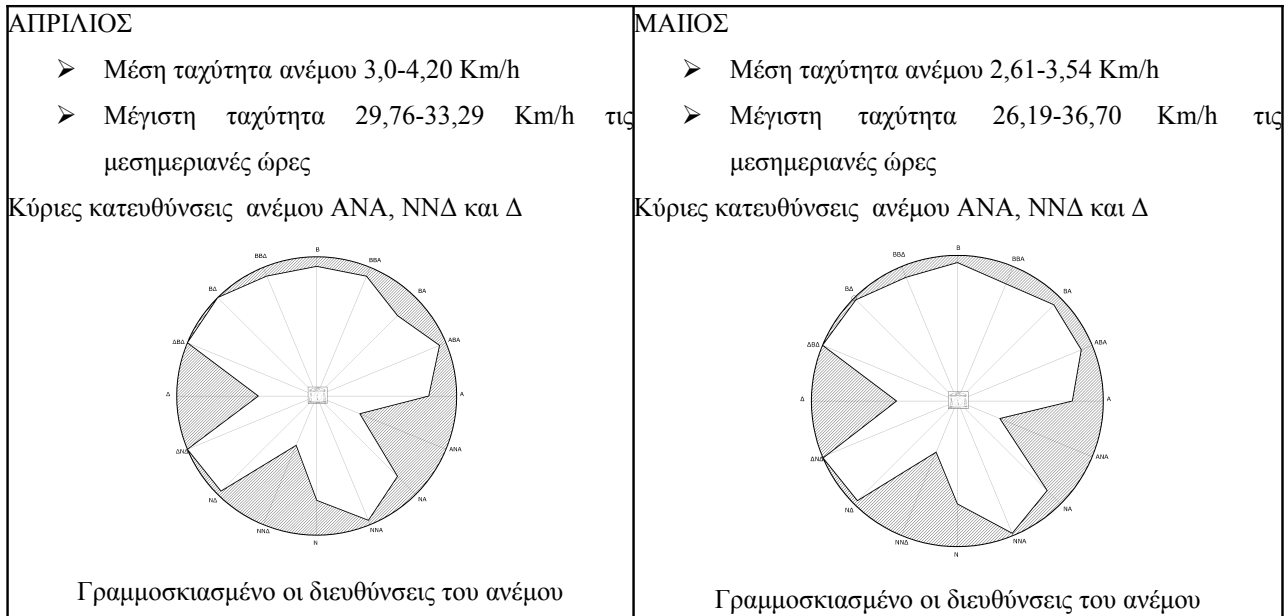 ΑΠΡΙΛΙΟΣ
➢ Μέση ταχύτητα ανέμου 3,0-4,20 Km/h
➢ Μέγιστη ταχύτητα 29,76-33,29 Km/h τις
μεσημεριανές ώρες
Κύριες κατευθύνσεις ανέμου ΑΝΑ, ΝΝΔ και Δ
Β
ΒΒΔ
ΒΒΑ
ΒΔ
ΒΑ
ΔΒΔ
ΑΒΑ
Δ
Α
ΔΝΔ
ΑΝΑ
ΝΔ
ΝΑ
ΝΝΔ
ΝΝΑ
Ν
Γραμμοσκιασμένο οι διευθύνσεις του ανέμου
ΜΑΙΙΟΣ
➢ Μέση ταχύτητα ανέμου 2,61-3,54 Km/h
➢ Μέγιστη ταχύτητα 26,19-36,70 Km/h τις
μεσημεριανές ώρες
Κύριες κατευθύνσεις ανέμου ΑΝΑ, ΝΝΔ και Δ
Β
ΒΒΔ
ΒΒΑ
ΒΔ
ΒΑ
ΔΒΔ
ΑΒΑ
Δ
Α
ΔΝΔ
ΑΝΑ
ΝΔ
ΝΑ
ΝΝΔ
ΝΝΑ
Ν
Γραμμοσκιασμένο οι διευθύνσεις του ανέμου